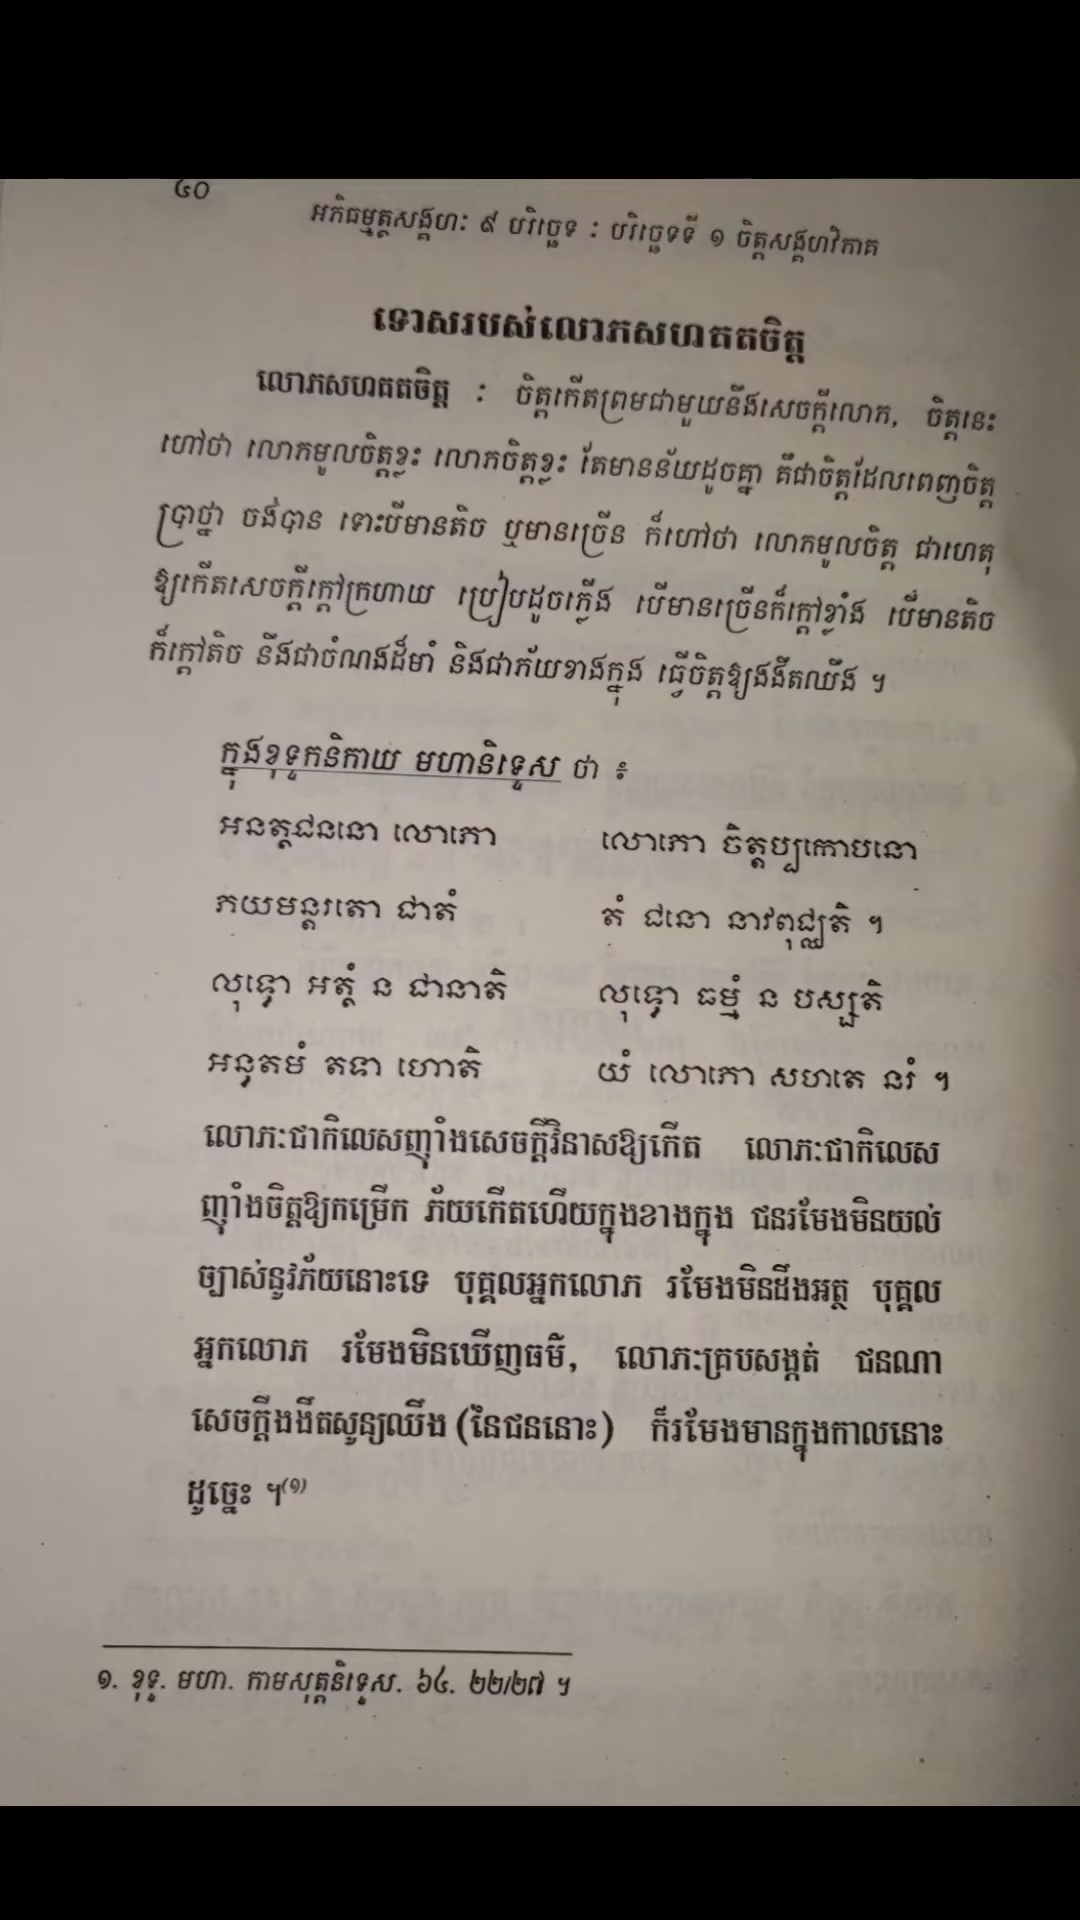 ៤០
អភិធម្មត្ថសង្គហៈ ៩ បរិច្ឆេទ : បរិច្ឆេទទី ១ ចិត្តសង្គហវិភាគ
ទោសរបស់លោភសហគតចិត្ត
លោភសហគតចិត្ត : ចិត្តកើតព្រមជាមួយនឹងសេចក្តីលោភ, ចិត្តនេះ
ហៅថា លោភមូលចិត្តខ្លះ លោភចិត្តខ្លះ តែមានន័យដូចគ្នា គឺជាចិត្តដែលពេញចិត្ត
ប្រាថ្នា ចង់បាន ទោះបីមានតិច ឬមានច្រើន ក៏ហៅថា លោភមូលចិត្ត ជាហេតុ
ឱ្យកើតសេចក្តីក្តៅក្រហាយ ប្រៀបដូចភ្លើង បើមានច្រើនក៏ក្តៅខ្លាំង បើមានតិច
ក៏ក្តៅតិច នឹងជាចំណងដ៏មាំ និងជាភ័យខាងក្នុង ធ្វើចិត្តឱ្យងងឹតឈឹង ។
ក្នុងខុទ្ទកនិកាយ មហានិទ្ទេស ថា ៖
អនត្ថជននោ លោភោ លោភោ ចិត្តប្បកោបនោ
ភយមន្តរតោ ជាតំ តំ ជនោ នាវពុជ្ឈតិ ។
លុទ្ធោ អត្ថំ ន ជានាតិ លុទ្ធោ ធម្មំ ន បស្សតិ
អន្ធតមំ តទា ហោតិ យំ លោភោ សហតេ នរំ ។
លោភៈជាកិលេសញ៉ាំងសេចក្តីវិនាសឱ្យកើត លោភៈជាកិលេស
ញ៉ាំងចិត្តឱ្យកម្រើក ភ័យកើតហើយក្នុងខាងក្នុង ជនរមែងមិនយល់
ច្បាស់នូវភ័យនោះទេ បុគ្គលអ្នកលោភ រមែងមិនដឹងអត្ថ បុគ្គល
អ្នកលោភ រមែងមិនឃើញធម៌, លោភៈគ្របសង្កត់ ជនណា
សេចក្តីងងឹតសូន្យឈឹង (នៃជននោះ) ក៏រមែងមានក្នុងកាលនោះ
ដូច្នេះ ។(១)
១. ខុទ្ទ. មហា. កាមសុត្តនិទ្ទេស. ៦៤. ២២/២៧ ។